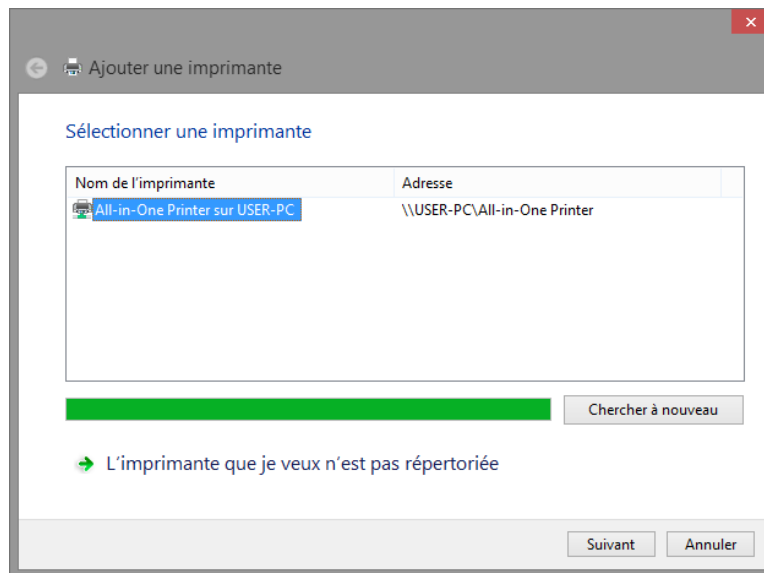 Ajouter une imprimante
Sélectionner une imprimante
Nom de l'imprimante Adresse
All-in-One Printer sur USER-PC \\USER-PC\All-in-One Printer
Chercher à nouveau
L'imprimante que je veux n'est pas répertoriée
Suivant Annuler